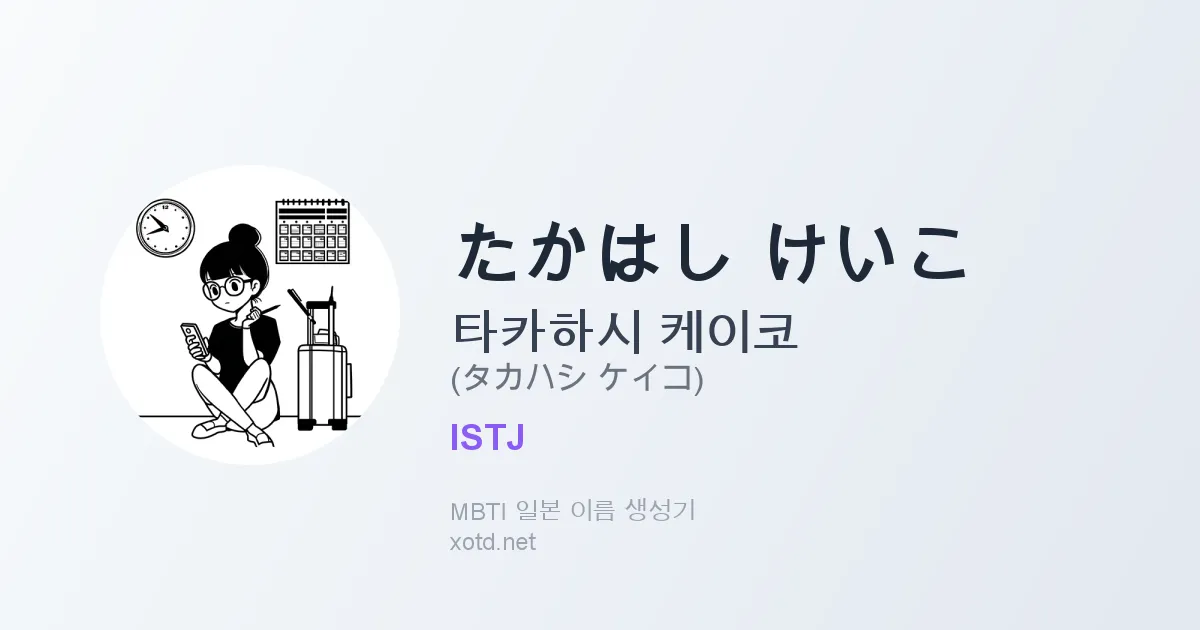 12
たかはし けいこ
타카하시 케이코
(タカハシ ケイコ)
ISTJ
MBTI 일본 이름 생성기
xotd.net